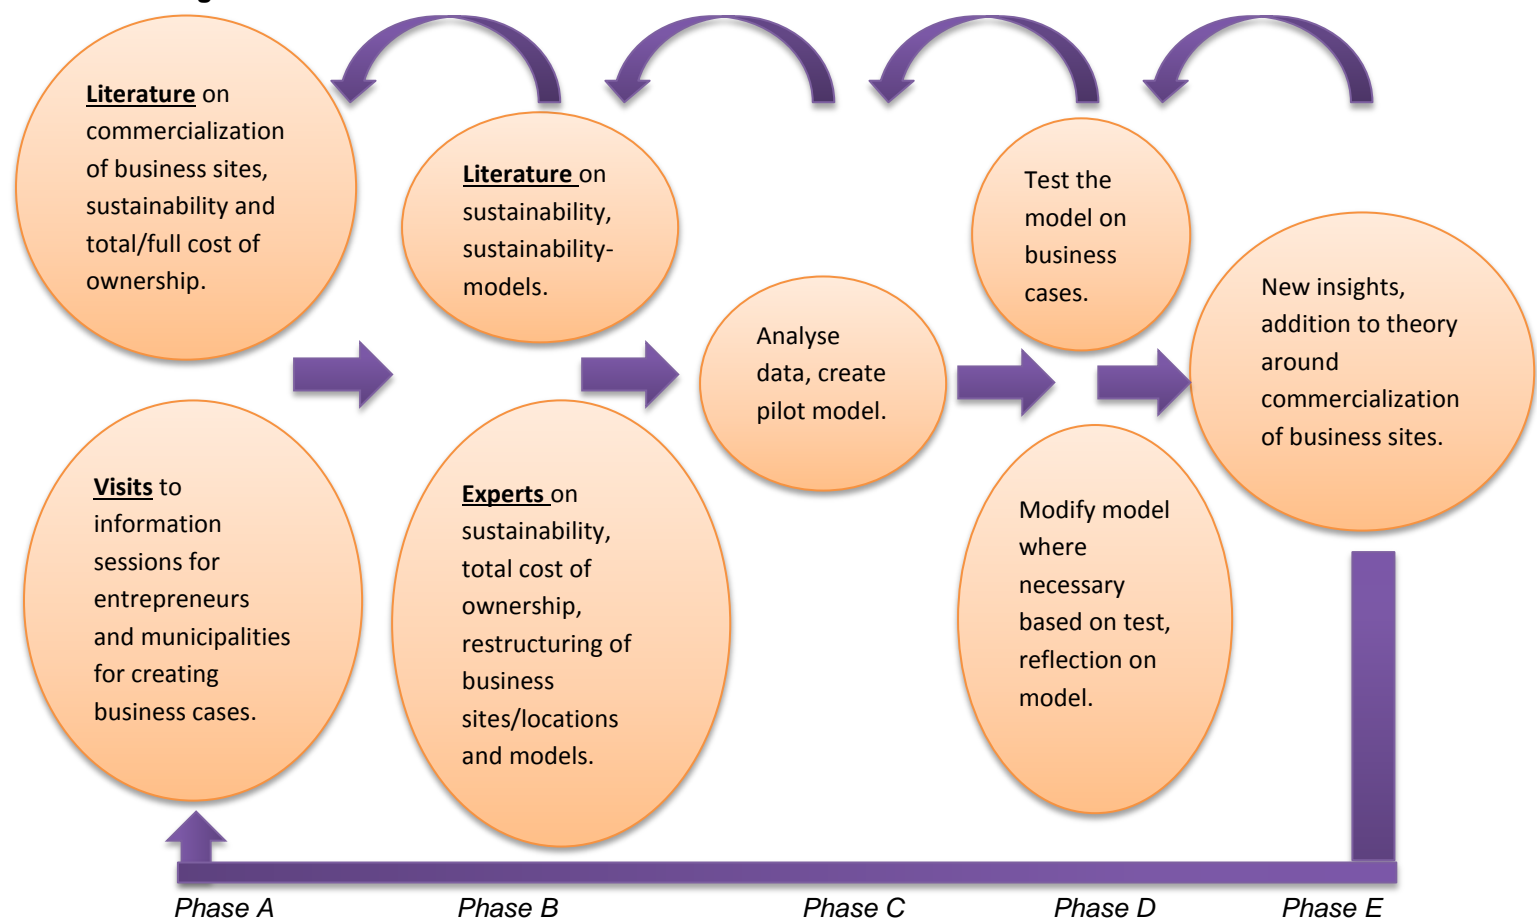 Literature on
commercialization
of business sites,
sustainability and
total/full cost of
ownership.
Visits to
information
sessions for
entrepreneurs
and municipalities
for creating
business cases.
Literature on
sustainability,
sustainability-
models.
Experts on
sustainability,
total cost of
ownership,
restructuring of
business
sites/locations
and models.
Analyse
data, create
pilot model.
Test the
model on
business
cases.
Modify model
where
necessary
based on test,
reflection on
model.
New insights,
addition to theory
around
commercialization
of business sites.
Phase A Phase B Phase C Phase D Phase E